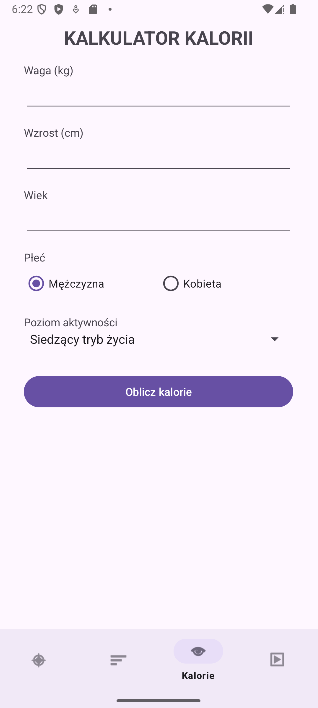 6:22
KALKULATOR KALORII
Waga (kg)
Wzrost (cm)
Wiek
Płeć
Mężczyzna Kobieta
Poziom aktywności
Siedzący tryb życia
Oblicz kalorie
Kalorie